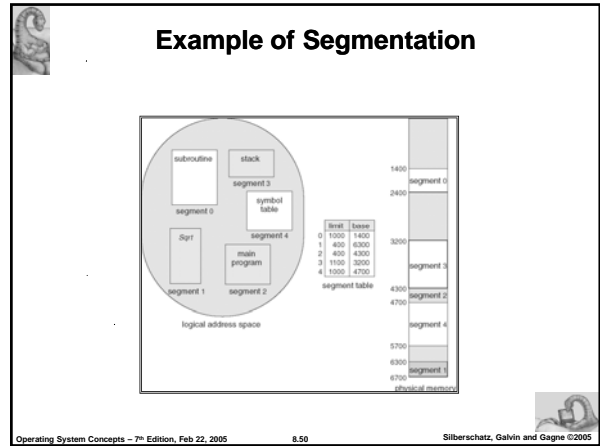 Example of Segmentation
subroutine
segment 0
stack
segment 3
symbol
table
segment 4
Sqrt
segment 1
main
program
segment 2
logical address space
limit base
0 1000 1400
1 400 6300
2 400 4300
3 1100 3200
4 1000 4700
segment table
1400
segment 0
2400
3200
segment 3
4300
segment 2
4700
segment 4
5700
6300
segment 1
6700
physical memory
Operating System Concepts – 7th Edition, Feb 22, 2005
8.50
Silberschatz, Galvin and Gagne ©2005